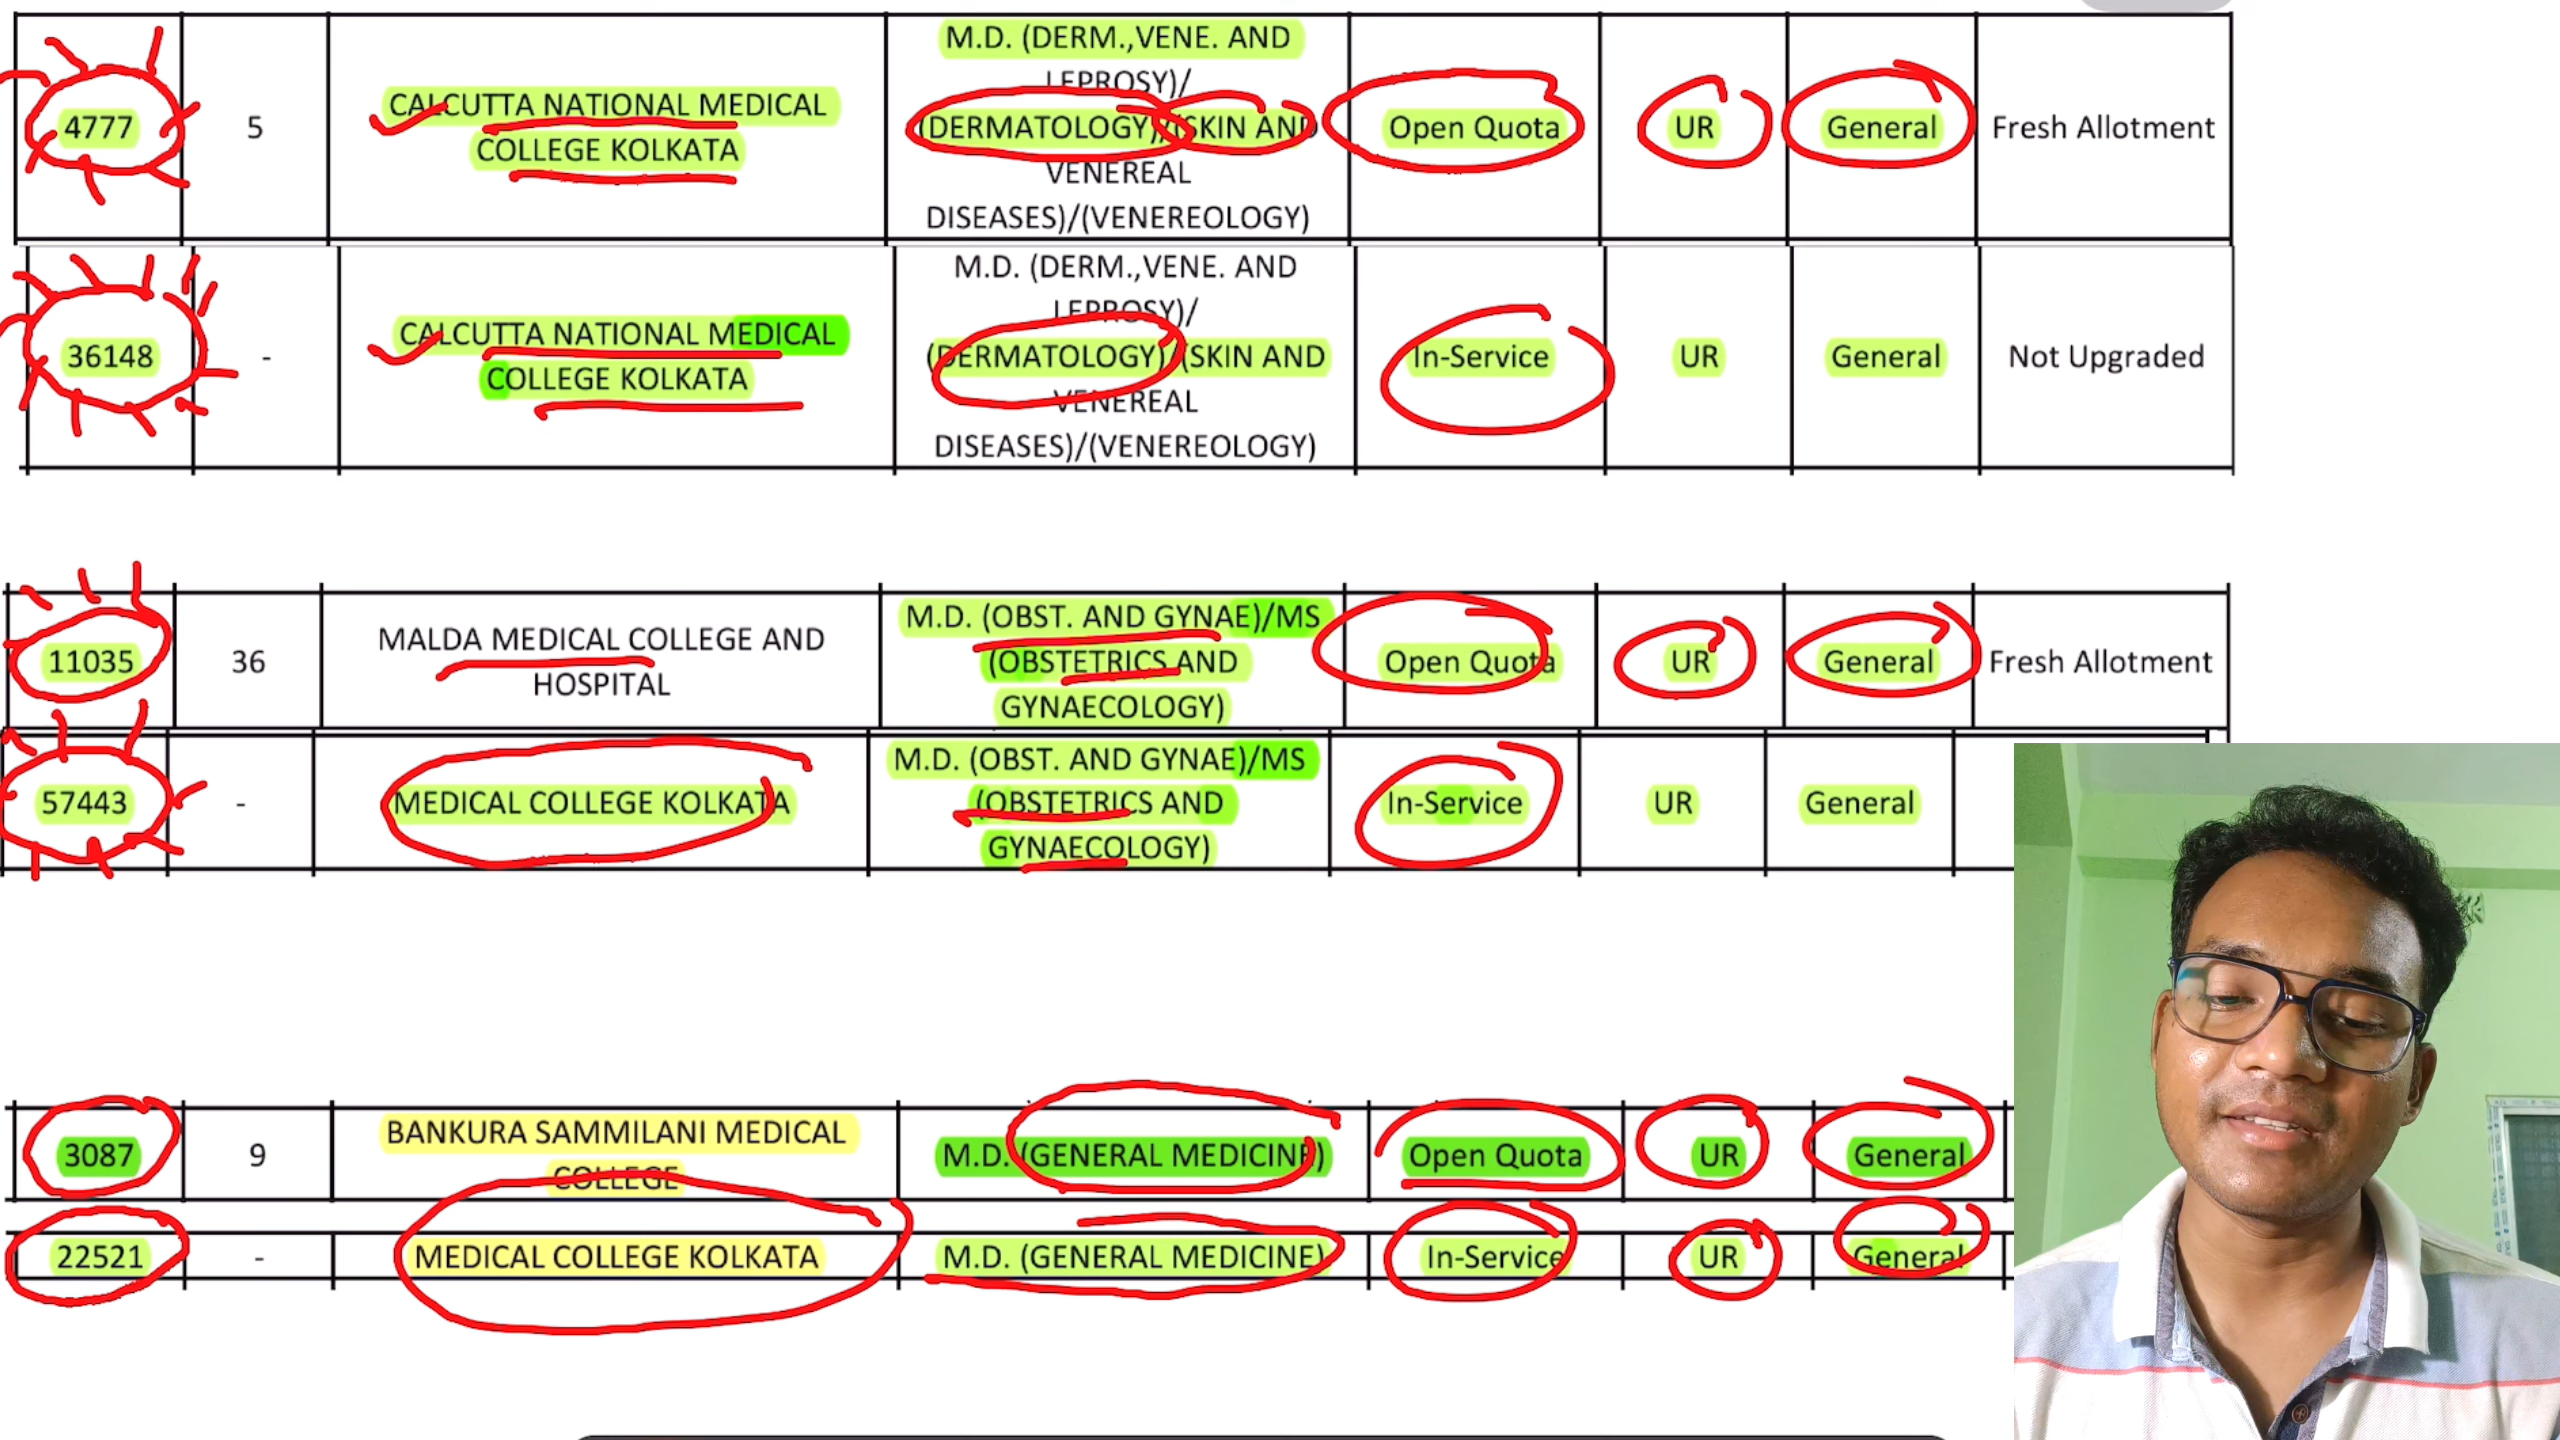 M.D. (DERM.,VENE. AND
LEPROSY)/
4777 5 CALCUTTA NATIONAL MEDICAL COLLEGE KOLKATA (DERMATOLOGY)/(SKIN AND Open Quota UR General Fresh Allotment
VENEREAL
DISEASES)/(VENEREOLOGY)
M.D. (DERM.,VENE. AND
LEPROSY)/
36148 - CALCUTTA NATIONAL MEDICAL COLLEGE KOLKATA (DERMATOLOGY)/(SKIN AND In-Service UR General Not Upgraded
VENEREAL
DISEASES)/(VENEREOLOGY)
MALDA MEDICAL COLLEGE AND M.D. (OBST. AND GYNAE)/MS
11035 36 HOSPITAL (OBSTETRICS AND Open Quota UR General Fresh Allotment
GYNAECOLOGY)
M.D. (OBST. AND GYNAE)/MS
57443 - MEDICAL COLLEGE KOLKATA (OBSTETRICS AND In-Service UR General
GYNAECOLOGY)
BANKURA SAMMILANI MEDICAL
3087 9 COLLEGE M.D. (GENERAL MEDICINE) Open Quota UR General
22521 - MEDICAL COLLEGE KOLKATA M.D. (GENERAL MEDICINE) In-Service UR General